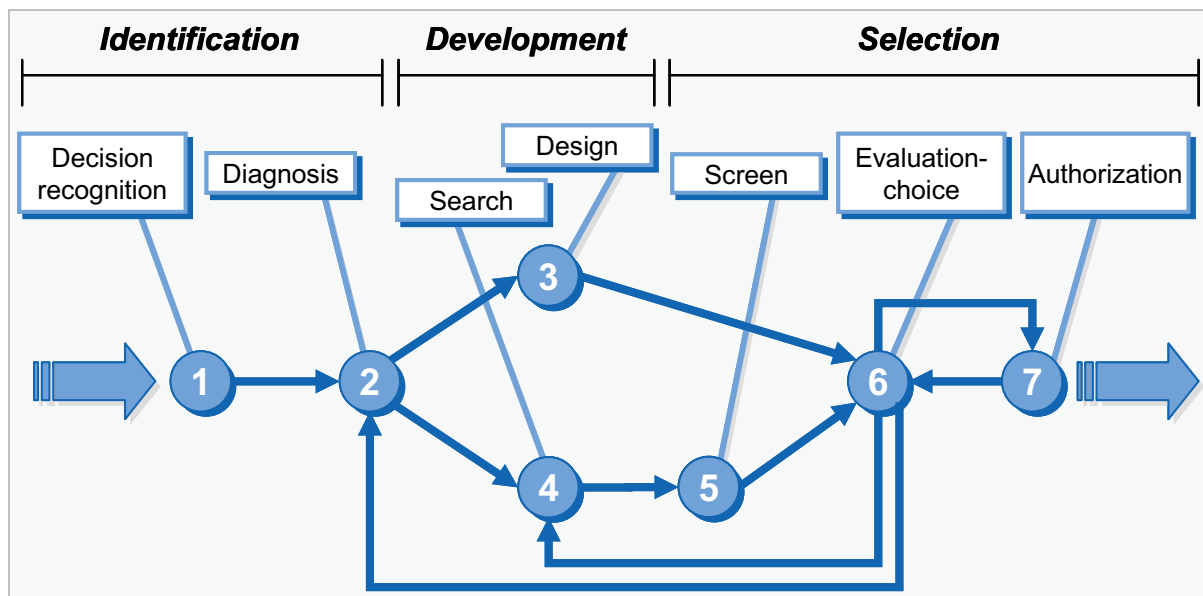 Identification
Development
Selection
Decision
recognition
Diagnosis
Search
Design
Screen
Evaluation-
choice
Authorization
3
1
2
6
7
4
5